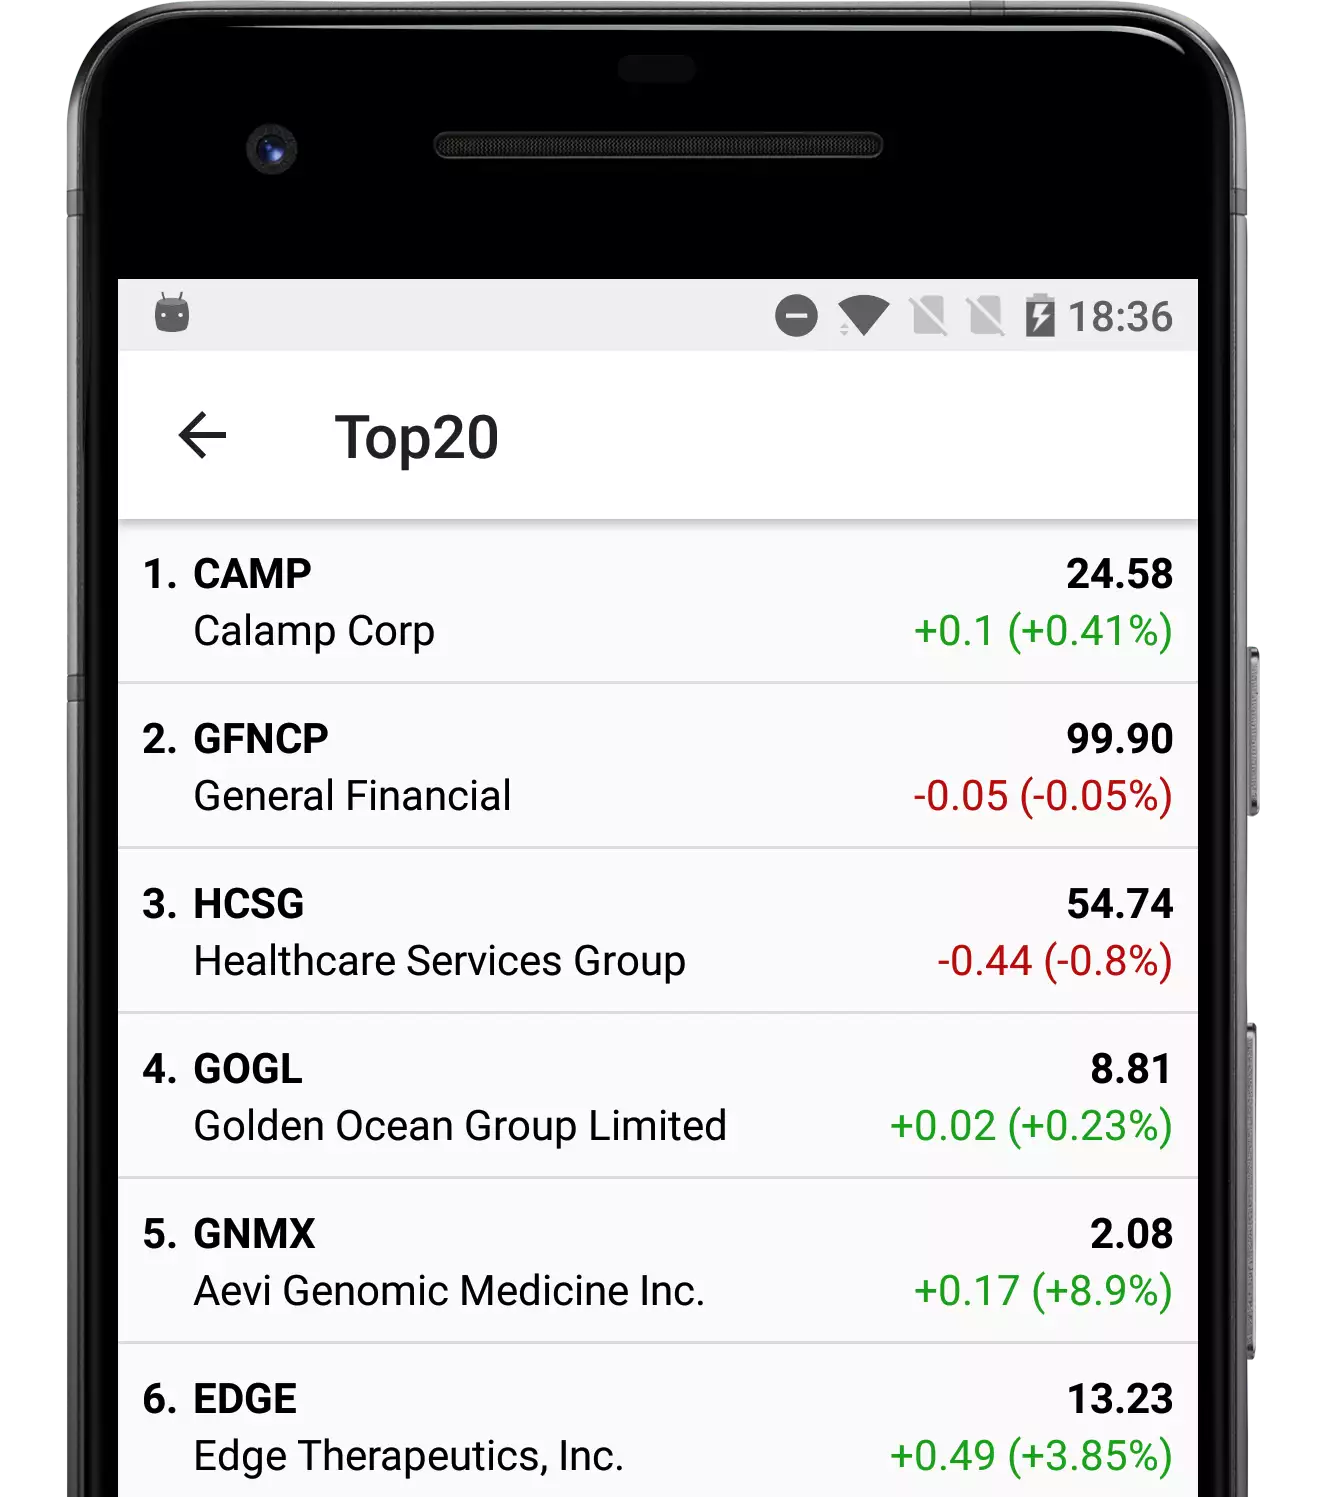 18:36
Top20
1. CAMP 24.58
Calamp Corp +0.1 (+0.41%)
2. GFNCP 99.90
General Financial -0.05 (-0.05%)
3. HCSG 54.74
Healthcare Services Group -0.44 (-0.8%)
4. GOGL 8.81
Golden Ocean Group Limited +0.02 (+0.23%)
5. GNMX 2.08
Aevi Genomic Medicine Inc. +0.17 (+8.9%)
6. EDGE 13.23
Edge Therapeutics, Inc. +0.49 (+3.85%)